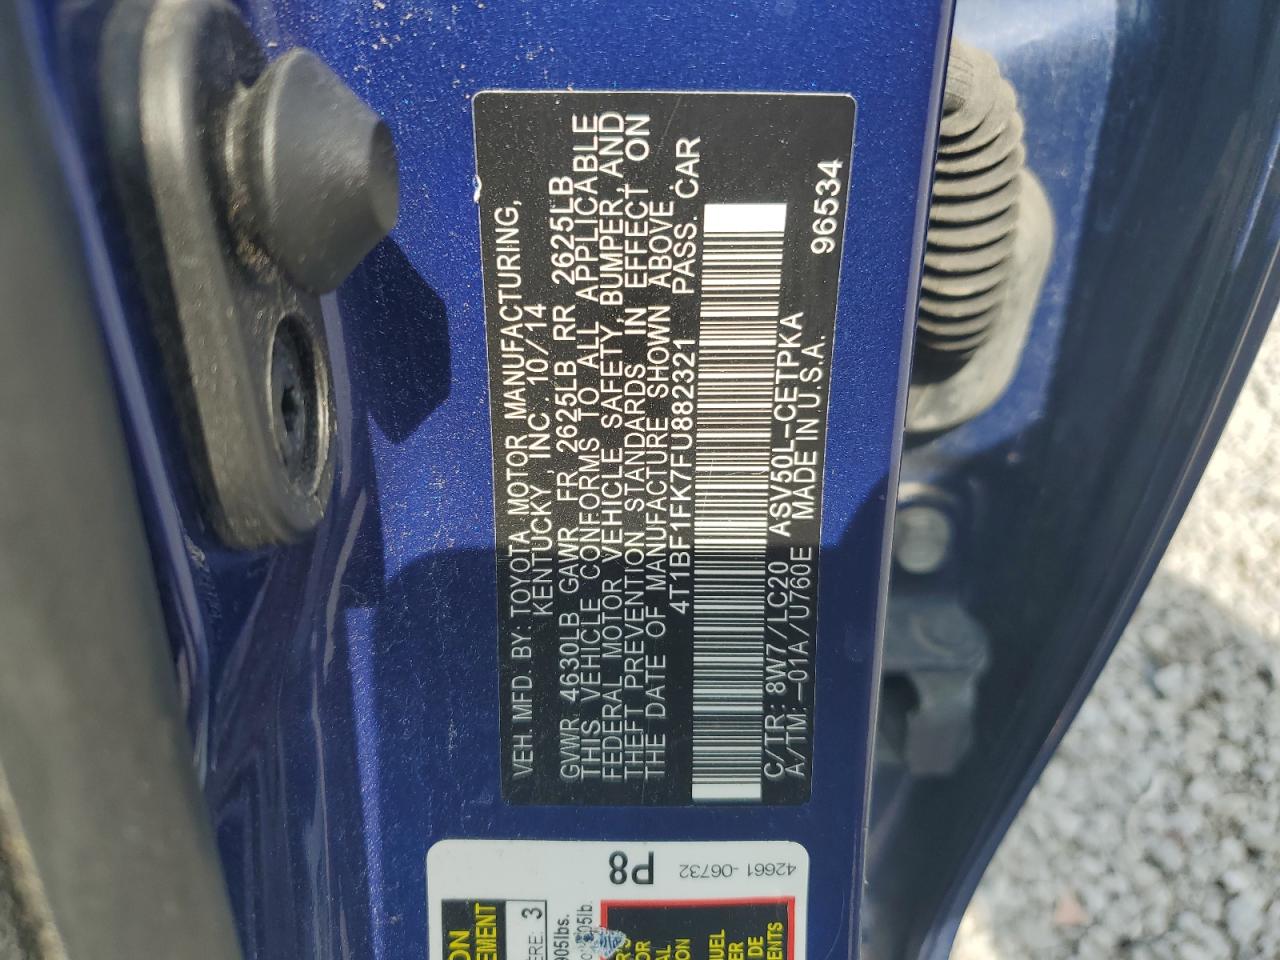 VEH. MFD. BY: TOYOTA MOTOR MANUFACTURING,
KENTUCKY, INC. 10/14
GVWR 4630LB GAWR FR 2625LB RR 2625LB
THIS VEHICLE CONFORMS TO ALL APPLICABLE
FEDERAL MOTOR VEHICLE SAFETY, BUMPER, AND
THEFT PREVENTION STANDARDS IN EFFECT ON
THE DATE OF MANUFACTURE SHOWN ABOVE.
4T1BF1FK7FU882321 PASS. CAR
C/TR: 8W7/LC20 ASV50L-CETPKA
A/TM: -01A/U760E MADE IN U.S.A. 96534
P8
42661-06732
EMENT
3
905lbs.